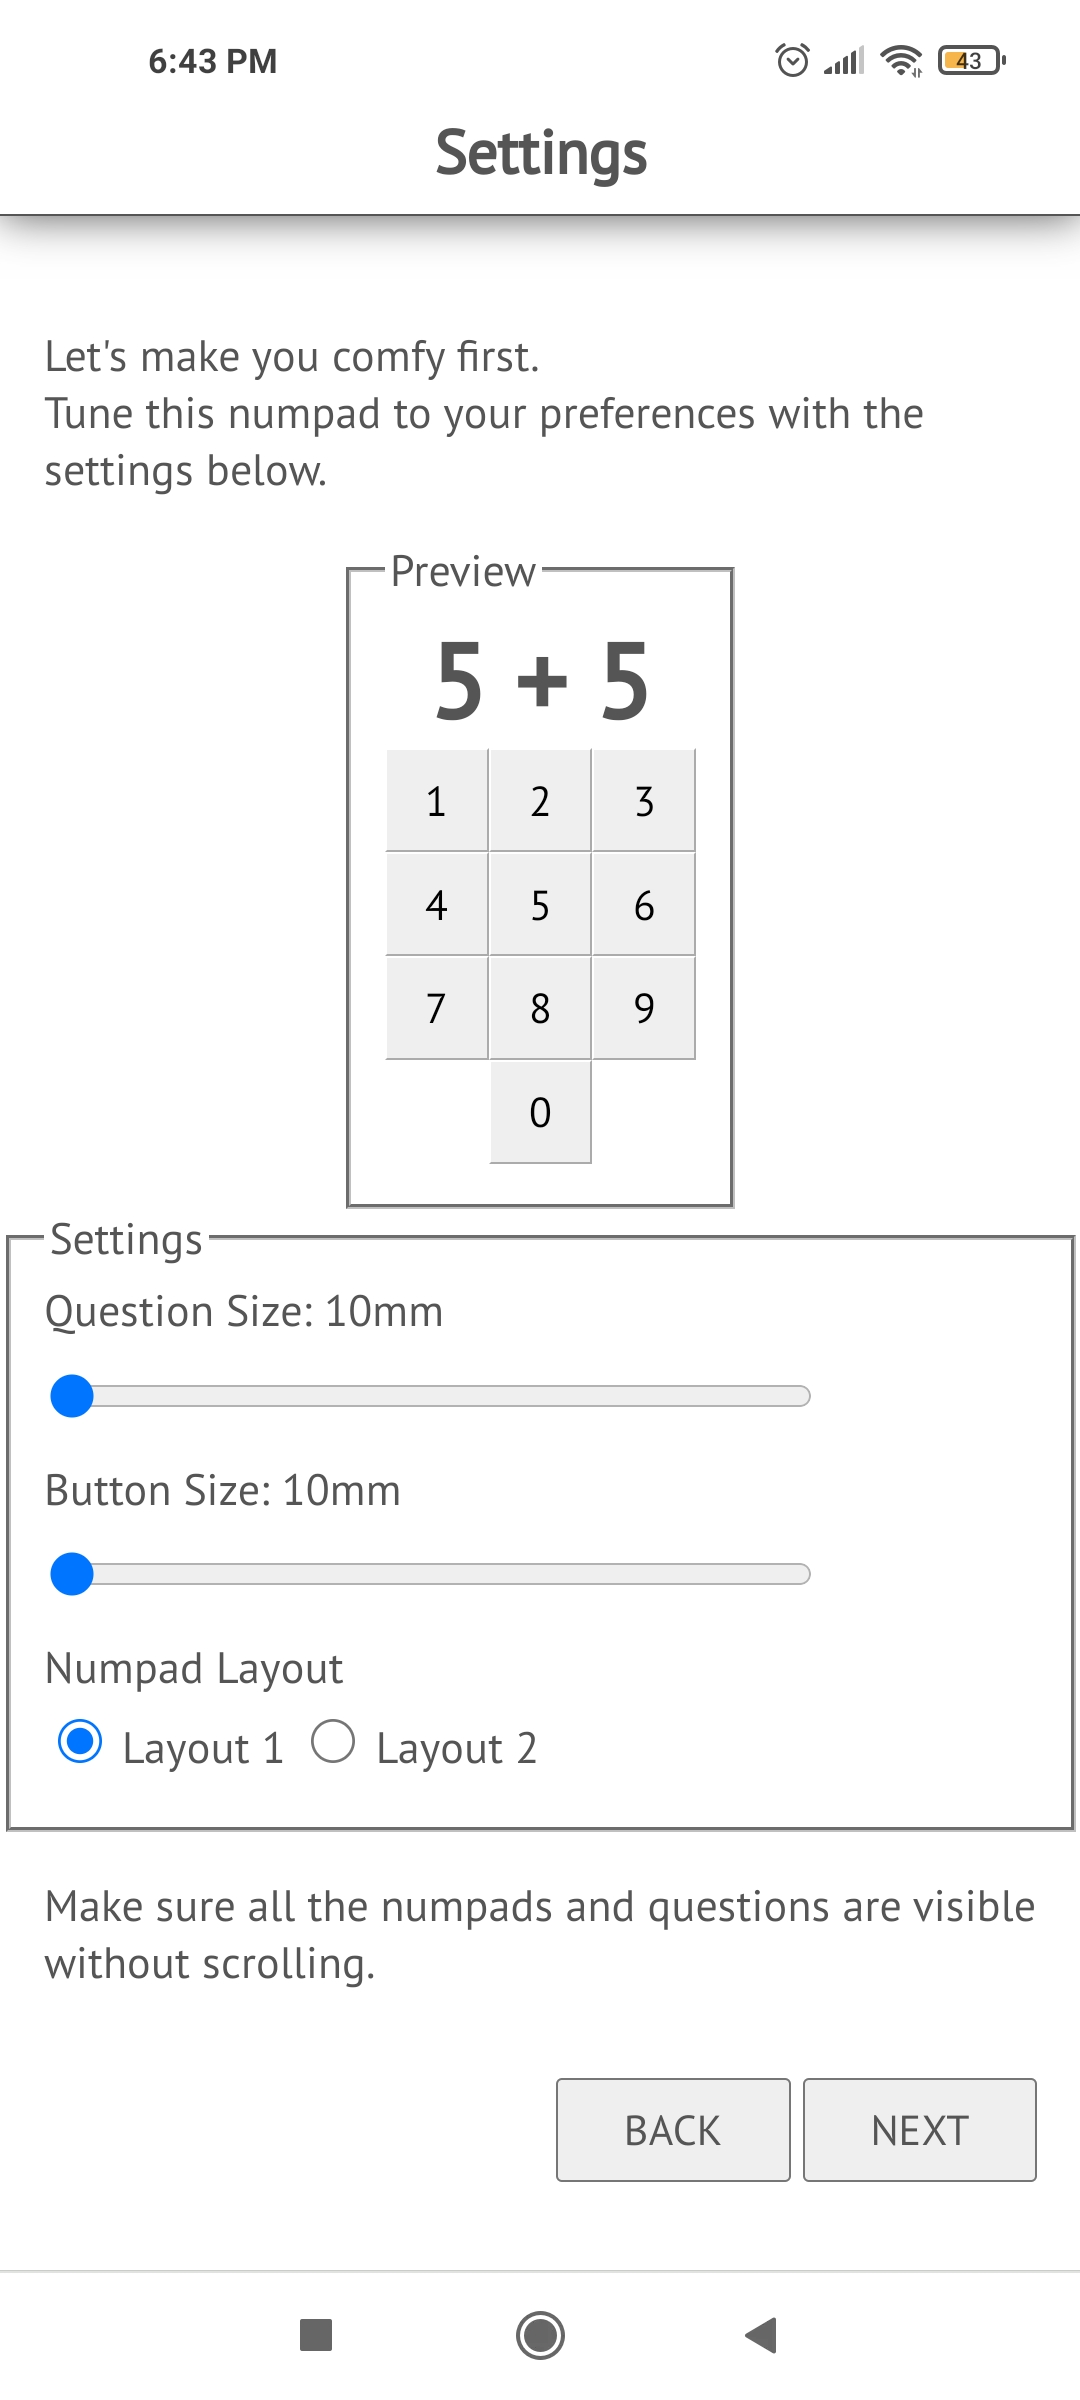 6:43 PM 43
Settings
Let's make you comfy first.
Tune this numpad to your preferences with the
settings below.
Preview
5 + 5
1 2 3
4 5 6
7 8 9
0
Settings
Question Size: 10mm
Button Size: 10mm
Numpad Layout
Layout 1 Layout 2
Make sure all the numpads and questions are visible
without scrolling.
BACK NEXT